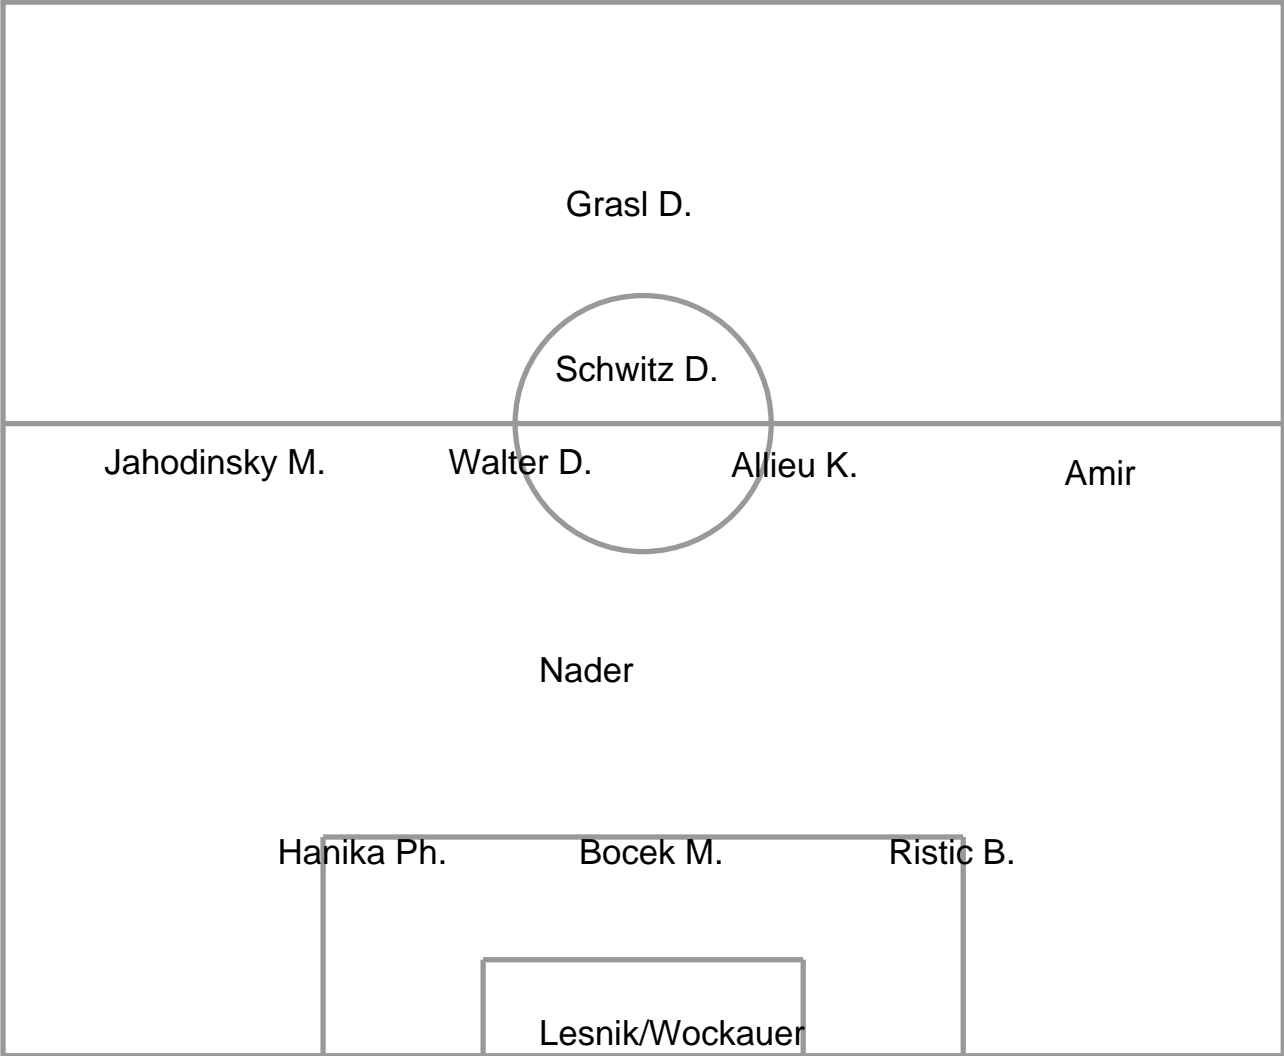 Grasl D.
Schwitz D.
Jahodinsky M. Walter D. Allieu K. Amir
Nader
Hanika Ph. Bocek M. Ristic B.
Lesnik/Wockauer